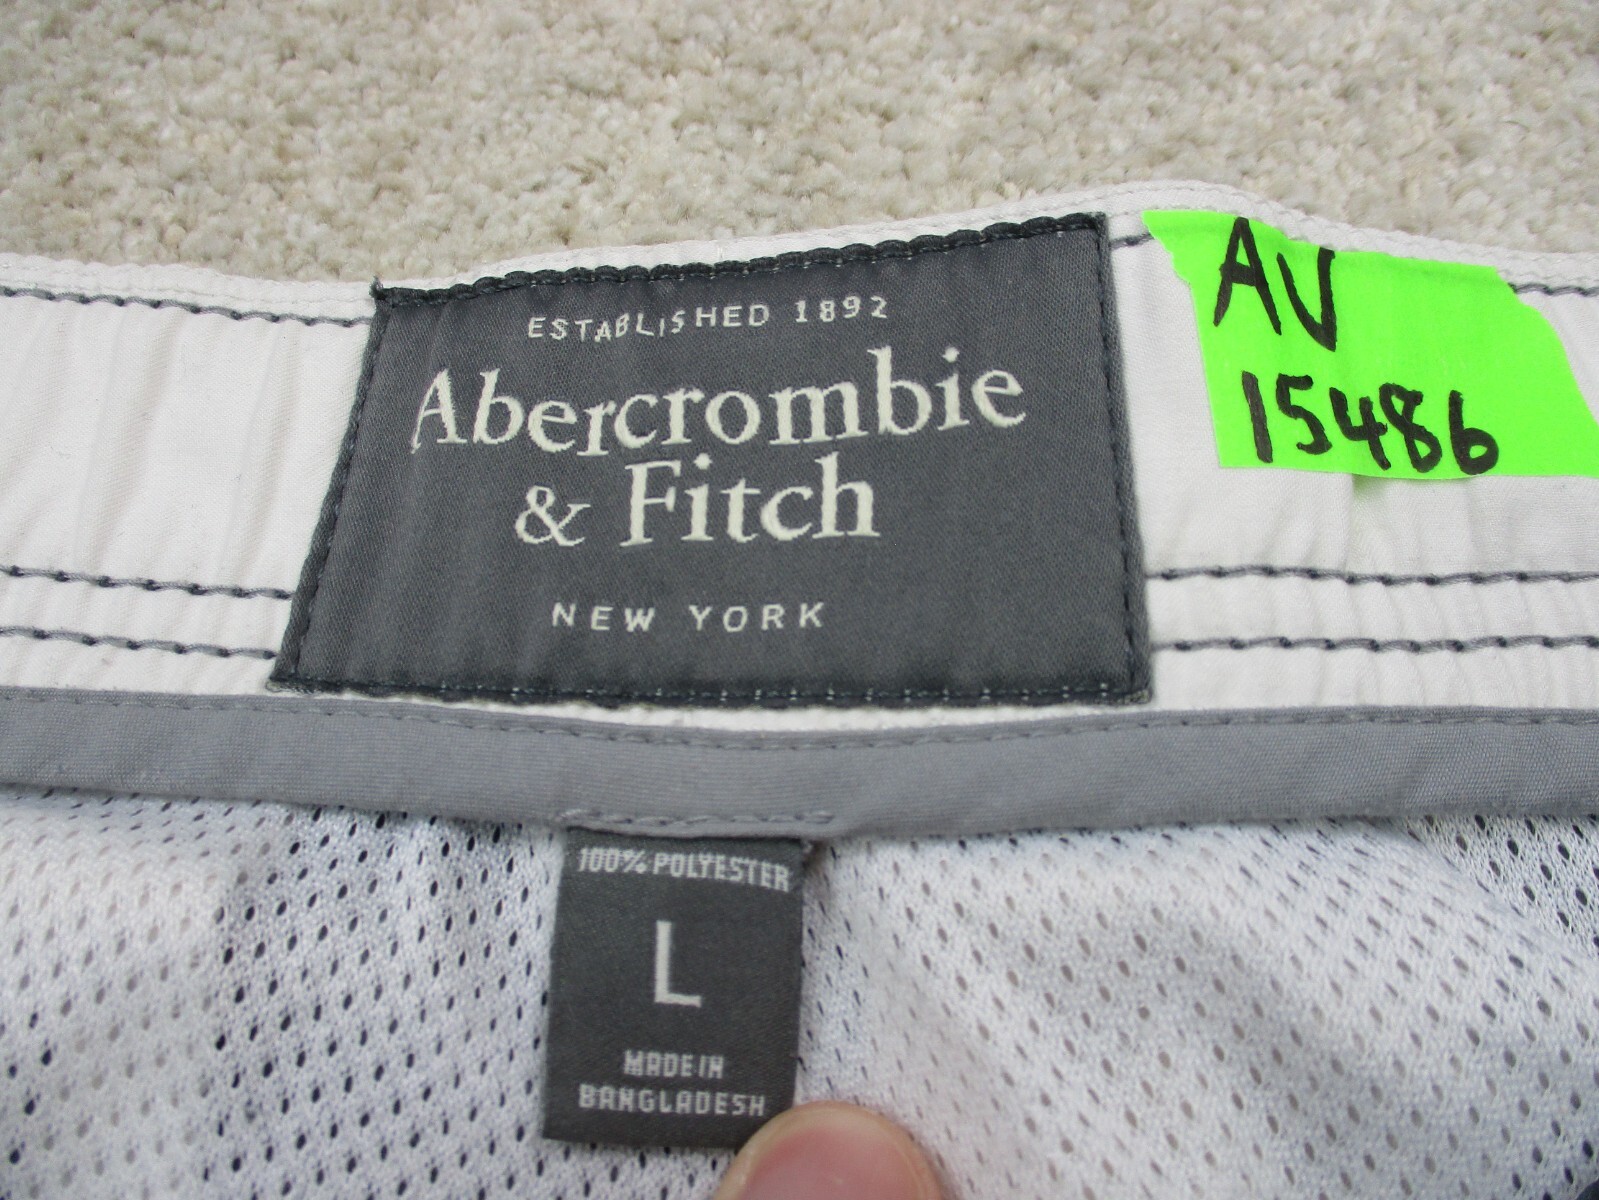 ESTABLISHED 1892
Abercrombie
& Fitch
NEW YORK
AV
15486
100% POLYESTER
L
MADE IN
BANGLADESH